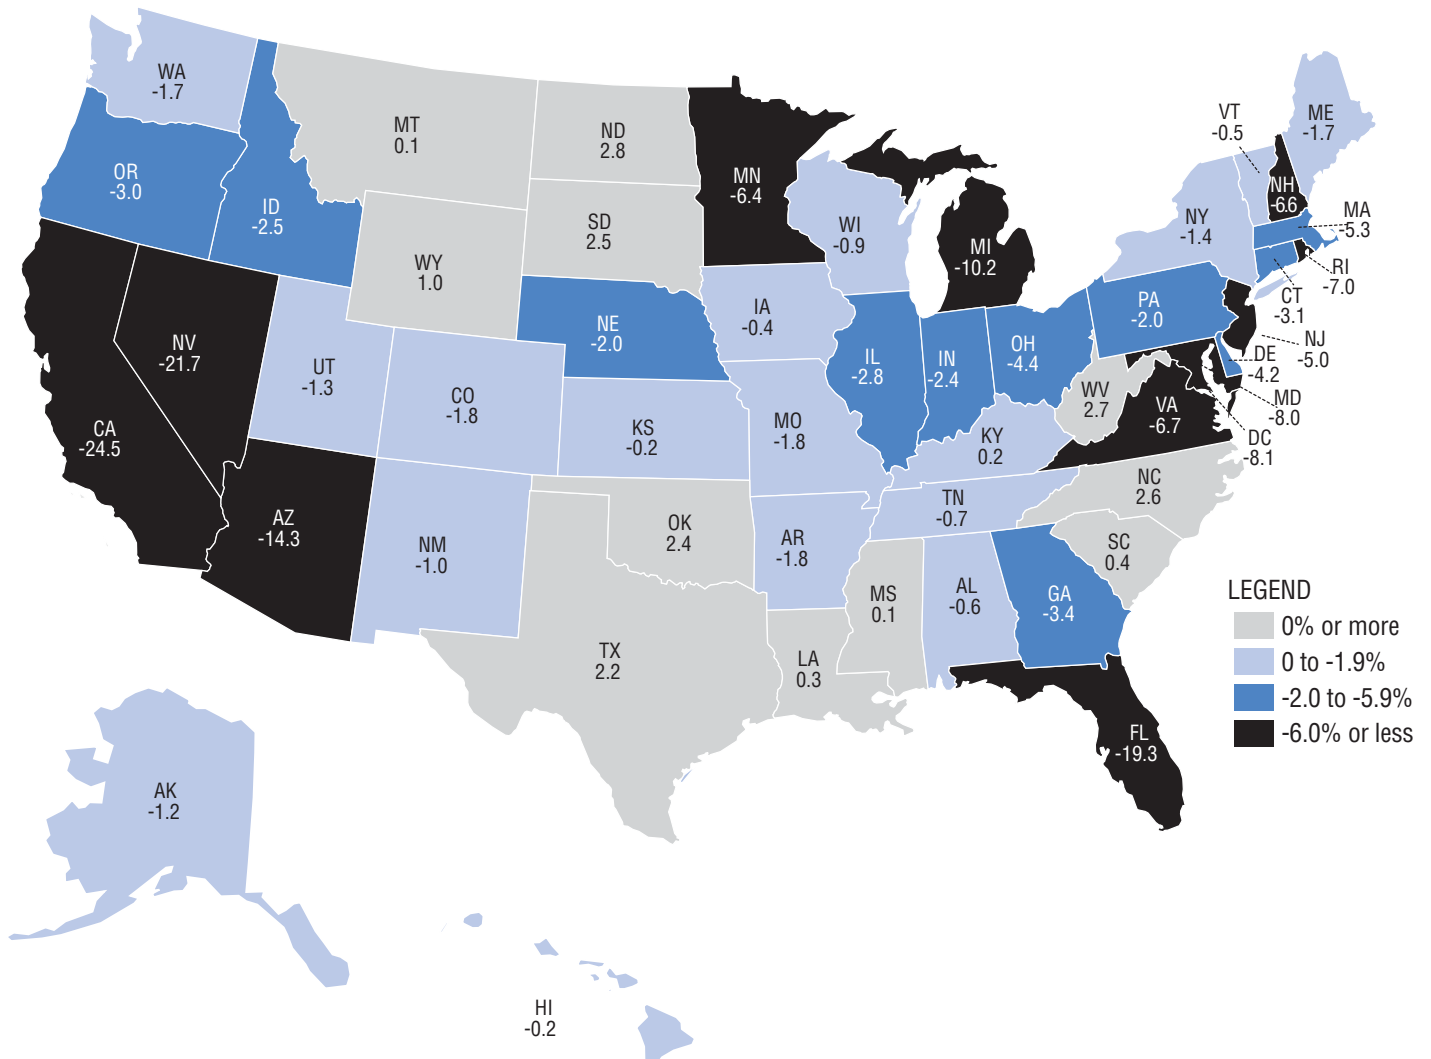 WA
-1.7
OR
-3.0
ID
-2.5
MT
0.1
ND
2.8
SD
2.5
WY
1.0
MN
-6.4
WI
-0.9
MI
-10.2
VT
-0.5
ME
-1.7
NH
-6.6
NY
-1.4
MA
-5.3
RI
-7.0
CT
-3.1
PA
-2.0
NJ
-5.0
DE
-4.2
MD
-8.0
DC
-8.1
NE
-2.0
IA
-0.4
IL
-2.8
IN
-2.4
OH
-4.4
WV
2.7
VA
-6.7
NV
-21.7
UT
-1.3
CO
-1.8
KS
-0.2
MO
-1.8
KY
0.2
CA
-24.5
AZ
-14.3
NM
-1.0
OK
2.4
AR
-1.8
TN
-0.7
NC
2.6
SC
0.4
MS
0.1
AL
-0.6
GA
-3.4
TX
2.2
LA
0.3
FL
-19.3
AK
-1.2
HI
-0.2
LEGEND
0% or more
0 to -1.9%
-2.0 to -5.9%
-6.0% or less